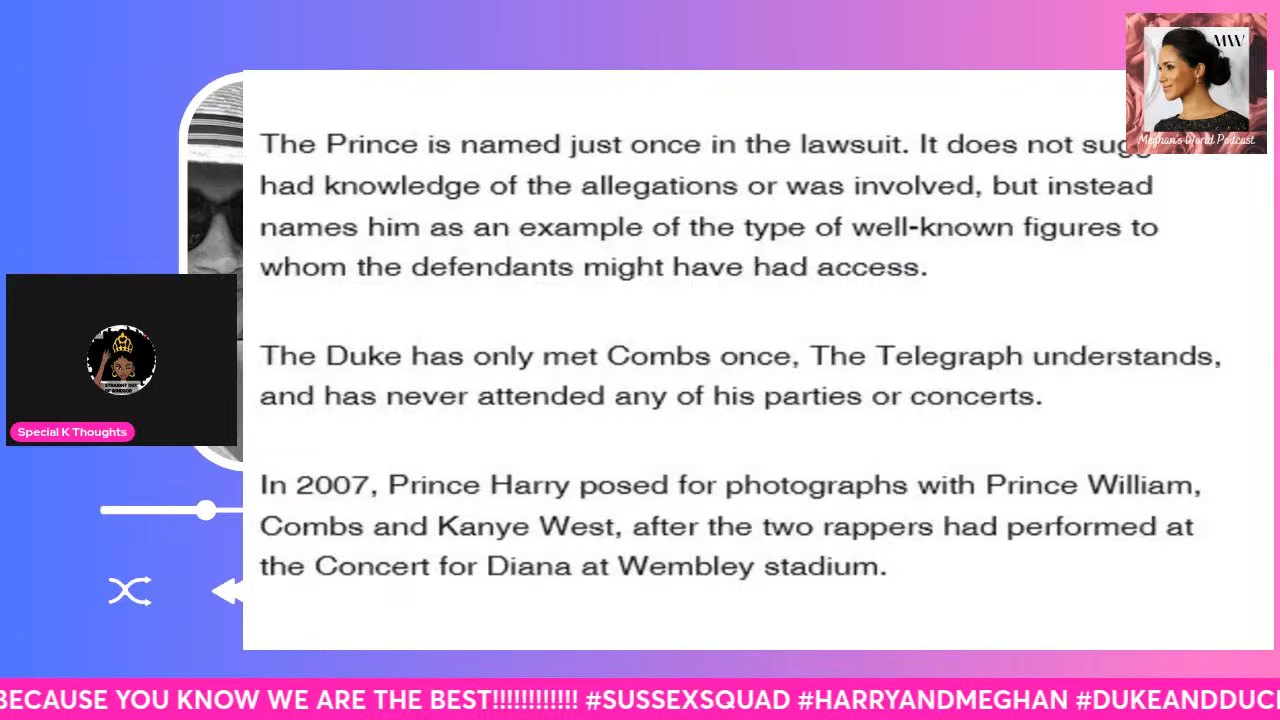 MW
Meghan's World Podcast
The Prince is named just once in the lawsuit. It does not
had knowledge of the allegations or was involved, but instead
names him as an example of the type of well-known figures to
whom the defendants might have had access.
The Duke has only met Combs once, The Telegraph understands,
and has never attended any of his parties or concerts.
In 2007, Prince Harry posed for photographs with Prince William,
Combs and Kanye West, after the two rappers had performed at
the Concert for Diana at Wembley stadium.
STRAIGHT OUT
OF WINDSOR
Special K Thoughts
BECAUSE YOU KNOW WE ARE THE BEST!!!!!!!!!!!! #SUSSEXSQUAD #HARRYANDMEGHAN #DUKEANDDUC